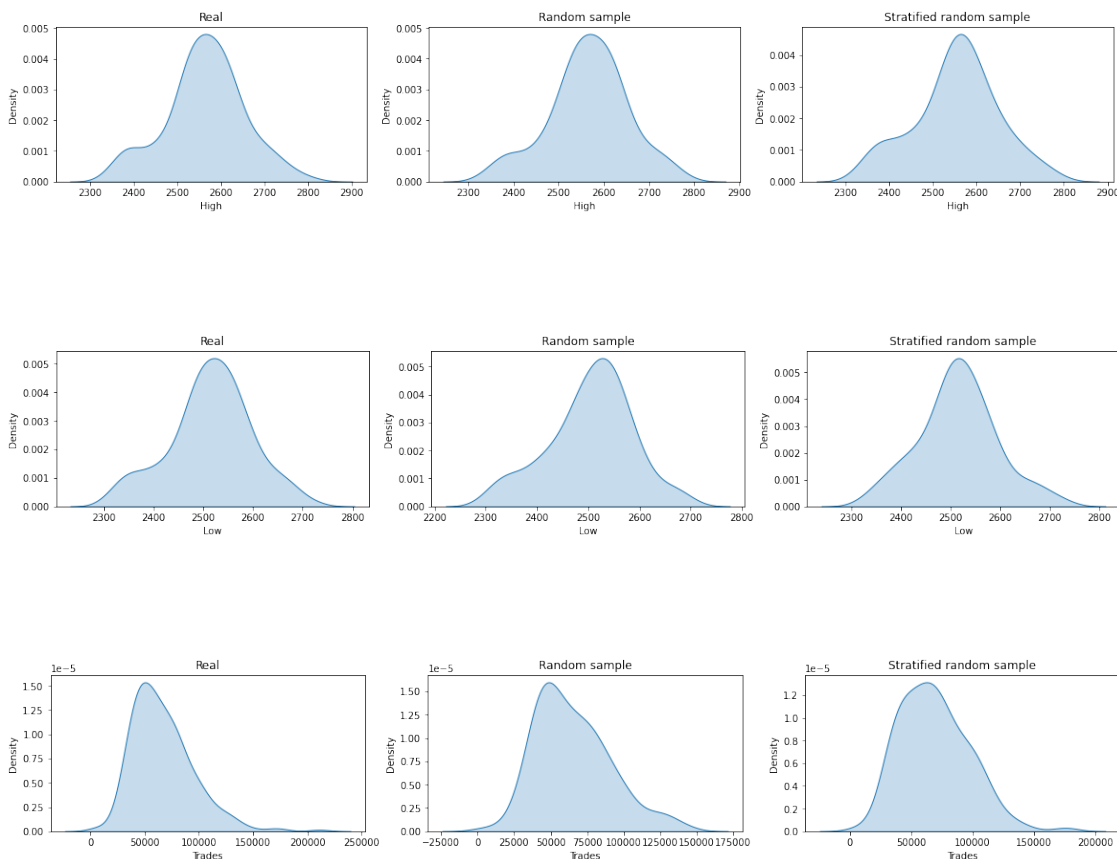 Real
0.005
0.004
0.003
0.002
0.001
0.000
Density
2300 2400 2500 2600 2700 2800 2900
High
Random sample
0.005
0.004
0.003
0.002
0.001
0.000
Density
2300 2400 2500 2600 2700 2800 2900
High
Stratified random sample
0.004
0.003
0.002
0.001
0.000
Density
2300 2400 2500 2600 2700 2800 2900
High
Real
0.005
0.004
0.003
0.002
0.001
0.000
Density
2300 2400 2500 2600 2700 2800
Low
Random sample
0.005
0.004
0.003
0.002
0.001
0.000
Density
2200 2300 2400 2500 2600 2700 2800
Low
Stratified random sample
0.005
0.004
0.003
0.002
0.001
0.000
Density
2300 2400 2500 2600 2700 2800
Low
Real
1e−5
1.50
1.25
1.00
0.75
0.50
0.25
0.00
Density
0 50000 100000 150000 200000 250000
Trades
Random sample
1e−5
1.50
1.25
1.00
0.75
0.50
0.25
0.00
Density
−25000 0 25000 50000 75000 100000 125000 150000 175000
Trades
Stratified random sample
1e−5
1.2
1.0
0.8
0.6
0.4
0.2
0.0
Density
0 50000 100000 150000 200000
Trades